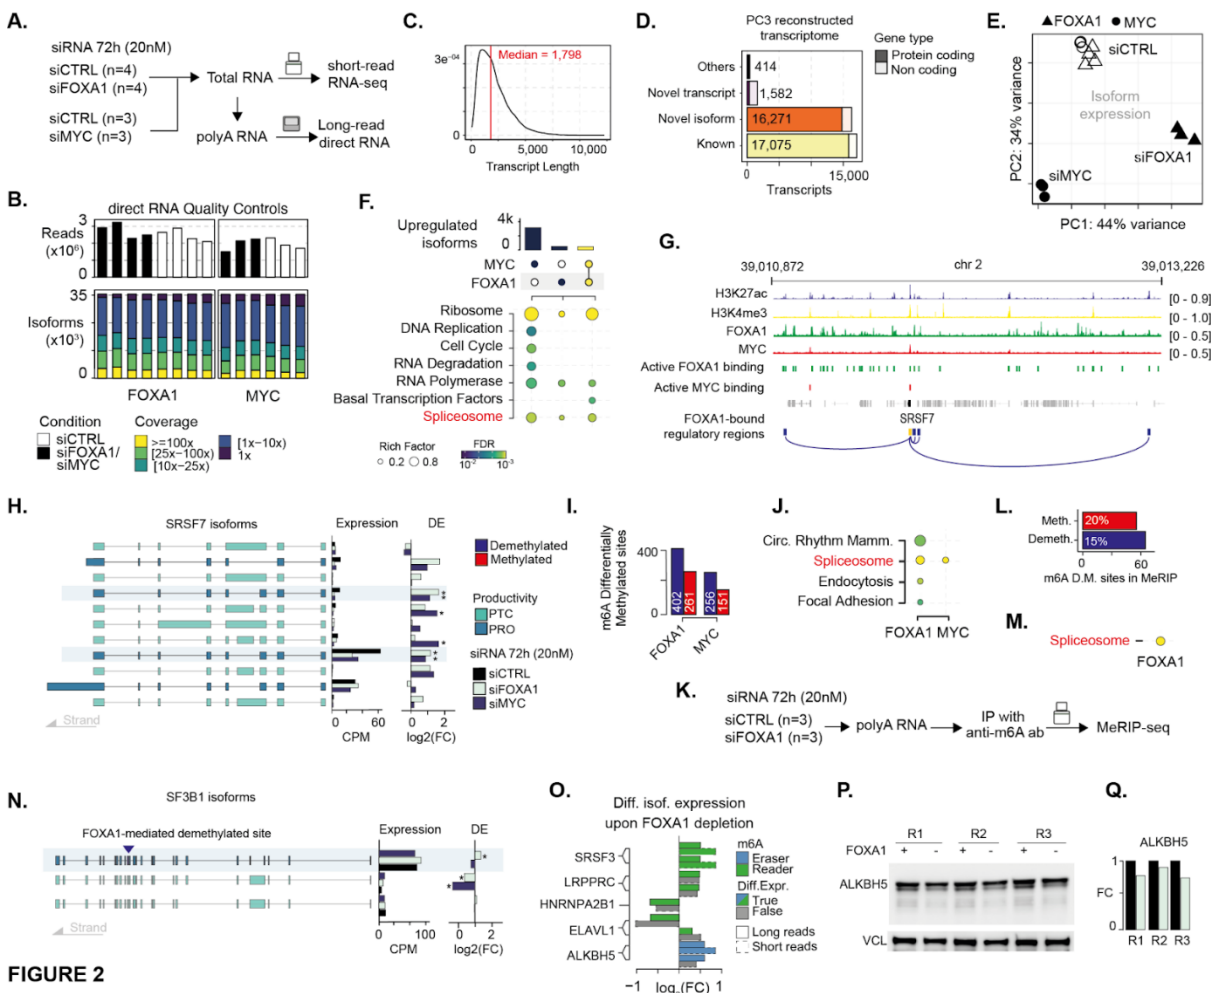 A.
siRNA 72h (20nM)
siCTRL (n=4)
siFOXA1 (n=4)
siCTRL (n=3)
siMYC (n=3)
Total RNA
short-read
RNA-seq
polyA RNA
Long-read
direct RNA
B.
direct RNA Quality Controls
Reads
(x10⁶)
3
0
Isoforms
(x10³)
35
0
FOXA1
MYC
Condition
siCTRL
siFOXA1/
siMYC
Coverage
>=100x
[25x−100x)
[10x−25x)
[1x−10x)
1x
C.
Median = 1,798
3e⁻⁰⁴
0
0
5,000
10,000
Transcript Length
D.
PC3 reconstructed
transcriptome
Others
414
Novel transcript
1,582
Novel isoform
16,271
Known
17,075
0
15,000
Transcripts
Gene type
Protein coding
Non coding
E.
FOXA1
MYC
siCTRL
Isoform
expression
siFOXA1
siMYC
PC2: 34% variance
PC1: 44% variance
F.
Upregulated
isoforms
4k
0
MYC
FOXA1
Ribosome
DNA Replication
Cell Cycle
RNA Degradation
RNA Polymerase
Basal Transcription Factors
Spliceosome
Rich Factor
0.2
0.8
FDR
10⁻²
10⁻³
G.
39,010,872
chr 2
39,013,226
H3K27ac
[0 - 0.9]
H3K4me3
[0 - 1.0]
FOXA1
[0 - 0.5]
MYC
[0 - 0.5]
Active FOXA1 binding
Active MYC binding
SRSF7
FOXA1-bound
regulatory regions
H.
SRSF7 isoforms
Expression
DE
Strand
0
60
CPM
0
2
log2(FC)
Demethylated
Methylated
Productivity
PTC
PRO
siRNA 72h (20nM)
siCTRL
siFOXA1
siMYC
I.
m6A Differentially
Methylated sites
400
0
402
261
256
151
FOXA1
MYC
J.
Circ. Rhythm Mamm.
Spliceosome
Endocytosis
Focal Adhesion
FOXA1 MYC
K.
siRNA 72h (20nM)
siCTRL (n=3)
siFOXA1 (n=3)
polyA RNA
IP with
anti-m6A ab
MeRIP-seq
L.
Meth.
20%
Demeth.
15%
0
60
m6A D.M. sites in MeRIP
M.
Spliceosome
FOXA1
N.
SF3B1 isoforms
FOXA1-mediated demethylated site
Expression
DE
Strand
0
100
CPM
0
log2(FC)
O.
Diff. isof. expression
upon FOXA1 depletion
SRSF3
LRPPRC
HNRNPA2B1
ELAVL1
ALKBH5
−1
0
1
log₂(FC)
m6A
Eraser
Reader
Diff.Expr.
True
False
Long reads
Short reads
P.
R1
R2
R3
FOXA1
+
-
+
-
+
-
ALKBH5
VCL
Q.
ALKBH5
1
FC
0
R1
R2
R3
FIGURE 2